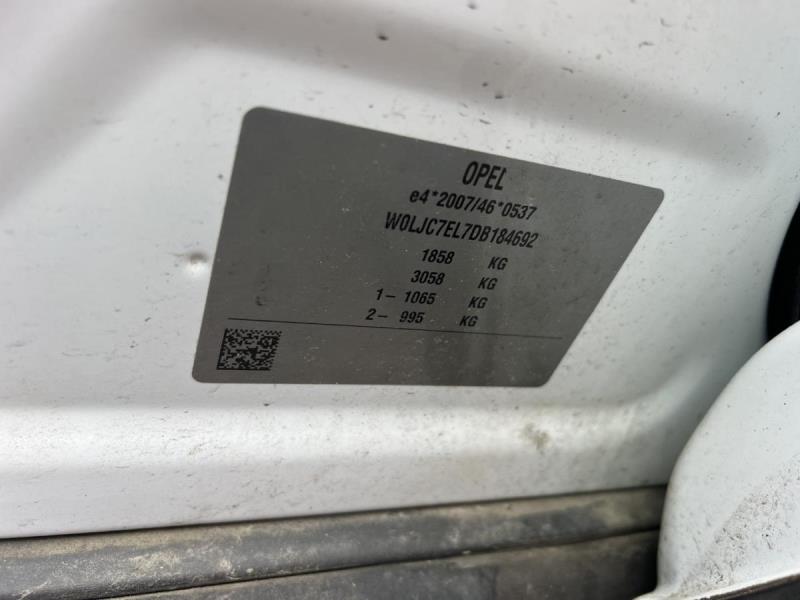 OPEL
e4*2007/46*0537
W0LJC7EL7DB184692
1858 KG
3058 KG
1– 1065 KG
2– 995 KG